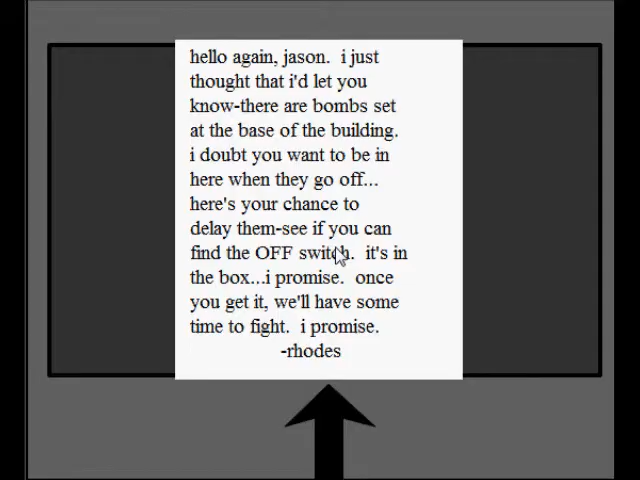 hello again, jason.  i just
thought that i'd let you
know-there are bombs set
at the base of the building.
i doubt you want to be in
here when they go off...
here's your chance to
delay them-see if you can
find the OFF switch.  it's in
the box...i promise.  once
you get it, we'll have some
time to fight.  i promise.
-rhodes